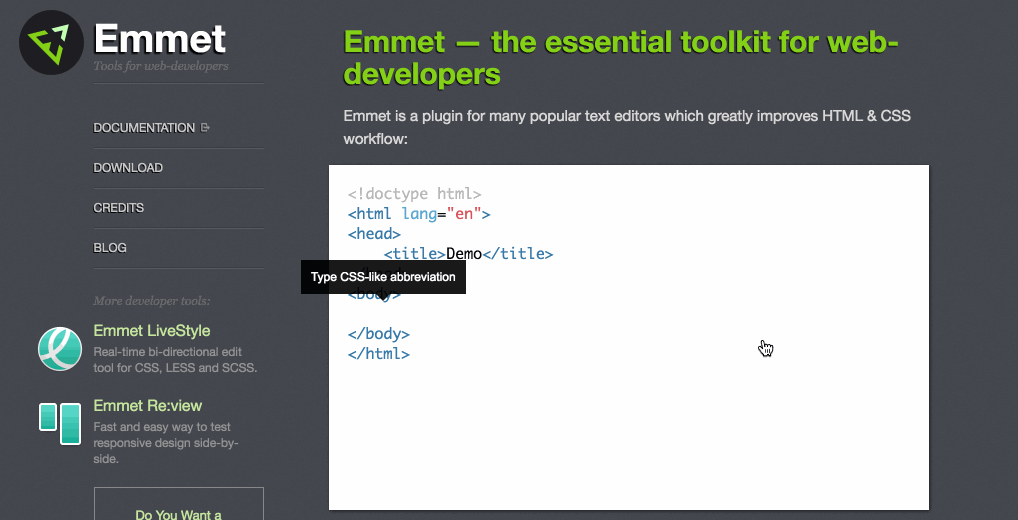 Emmet
Tools for web-developers
DOCUMENTATION
DOWNLOAD
CREDITS
BLOG
More developer tools:
Emmet LiveStyle
Real-time bi-directional edit
tool for CSS, LESS and SCSS.
Emmet Re:view
Fast and easy way to test
responsive design side-by-
side.
Do You Want a
Emmet — the essential toolkit for web-
developers
Emmet is a plugin for many popular text editors which greatly improves HTML & CSS
workflow:
<!doctype html>
<html lang="en">
<head>
<title>Demo</title>
Type CSS-like abbreviation
<body>
</body>
</html>